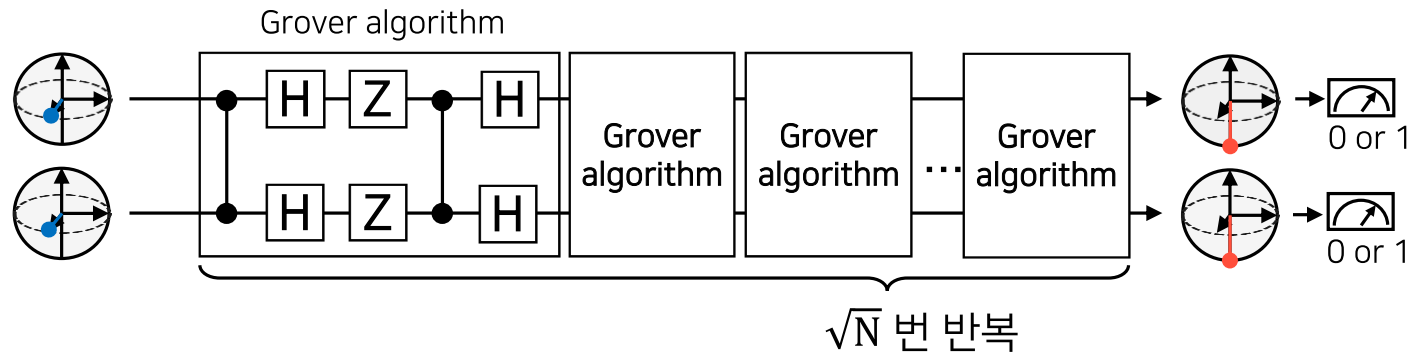 Grover algorithm
H Z H
H Z H
Grover
algorithm
Grover
algorithm
...
Grover
algorithm
0 or 1
0 or 1
√N 번 반복